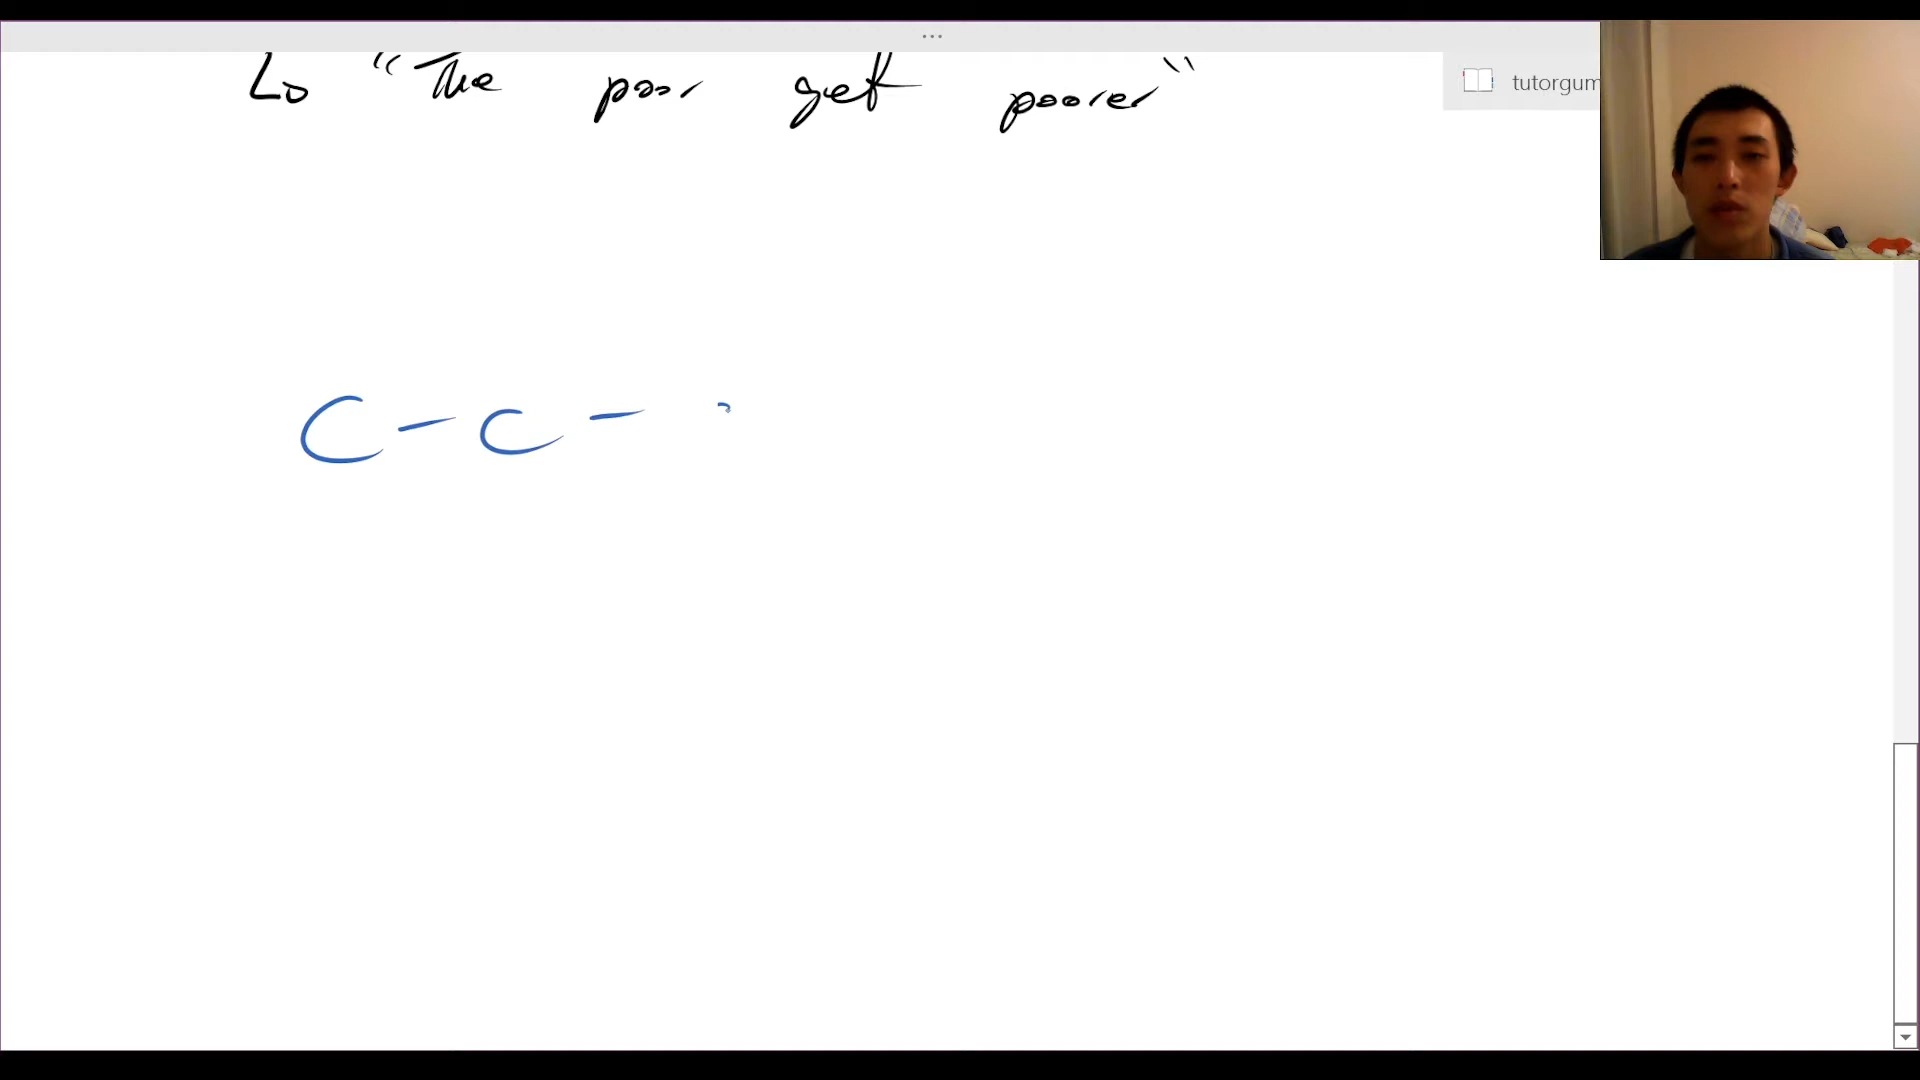 ↳ "The poor get poorer"
tutorgum
C - C -